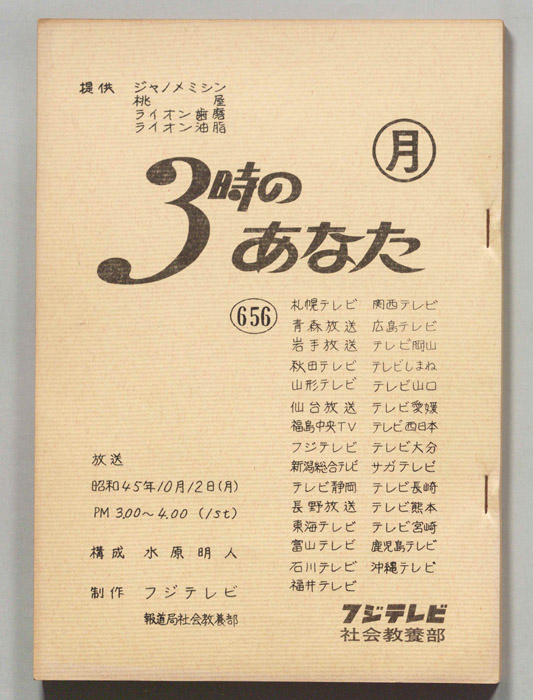 提供 ジャノメミシン
桃屋
ライオン歯磨
ライオン油脂
月
3時の
あなた
656
札幌テレビ 関西テレビ
青森放送 広島テレビ
岩手放送 テレビ岡山
秋田テレビ テレビしまね
山形テレビ テレビ山口
仙台放送 テレビ愛媛
福島中央TV テレビ西日本
フジテレビ テレビ大分
新潟総合テレビ サガテレビ
テレビ静岡 テレビ長崎
長野放送 テレビ熊本
東海テレビ テレビ宮崎
富山テレビ 鹿児島テレビ
石川テレビ 沖縄テレビ
福井テレビ
放送
昭和45年10月12日(月)
PM 3.00~4.00 (1st)
構成 水原明人
制作 フジテレビ
報道局社会教養部
フジテレビ
社会教養部